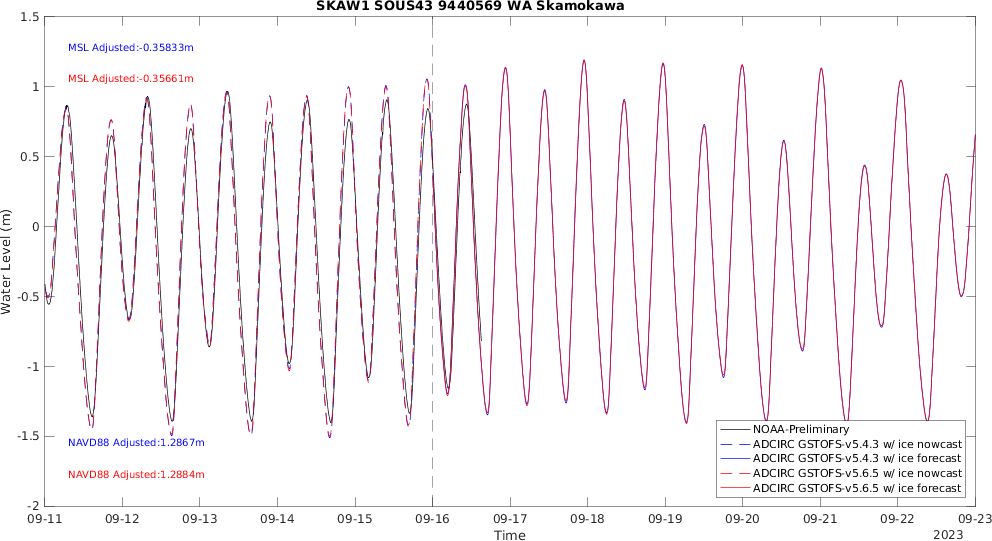 SKAW1 SOUS43 9440569 WA Skamokawa
1.5
1
0.5
0
-0.5
-1
-1.5
-2
Water Level (m)
MSL Adjusted:-0.35833m
MSL Adjusted:-0.35661m
NAVD88 Adjusted:1.2867m
NAVD88 Adjusted:1.2884m
NOAA-Preliminary
ADCIRC GSTOFS-v5.4.3 w/ ice nowcast
ADCIRC GSTOFS-v5.4.3 w/ ice forecast
ADCIRC GSTOFS-v5.6.5 w/ ice nowcast
ADCIRC GSTOFS-v5.6.5 w/ ice forecast
09-11 09-12 09-13 09-14 09-15 09-16 09-17 09-18 09-19 09-20 09-21 09-22 09-23
Time
2023